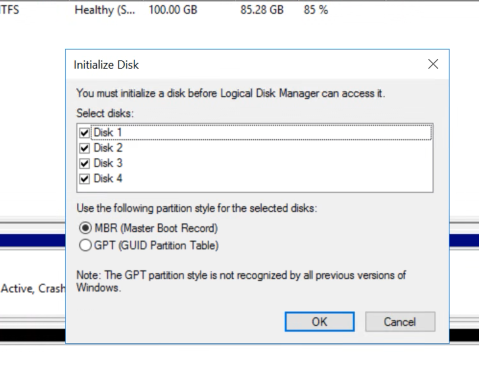 TFS Healthy (S... 100.00 GB 85.28 GB 85 %
Initialize Disk
You must initialize a disk before Logical Disk Manager can access it.
Select disks:
Disk 1
Disk 2
Disk 3
Disk 4
Use the following partition style for the selected disks:
MBR (Master Boot Record)
GPT (GUID Partition Table)
Note: The GPT partition style is not recognized by all previous versions of
Windows.
Active, Crash
OK Cancel